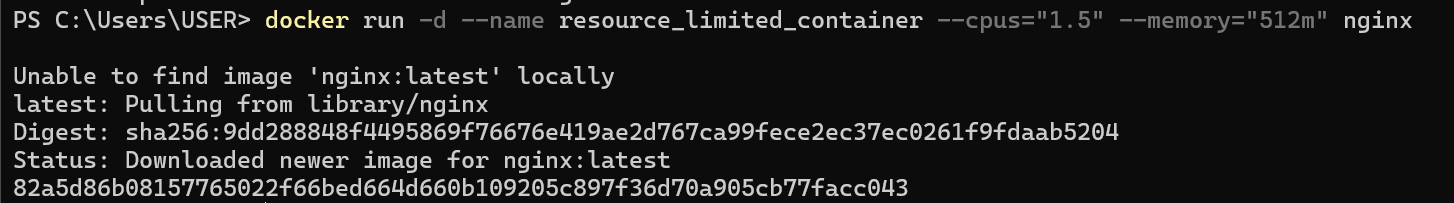 PS C:\Users\USER> docker run -d --name resource_limited_container --cpus="1.5" --memory="512m" nginx
Unable to find image 'nginx:latest' locally
latest: Pulling from library/nginx
Digest: sha256:9dd288848f4495869f76676e419ae2d767ca99fece2ec37ec0261f9fdaab5204
Status: Downloaded newer image for nginx:latest
82a5d86b08157765022f66bed664d660b109205c897f36d70a905cb77facc043